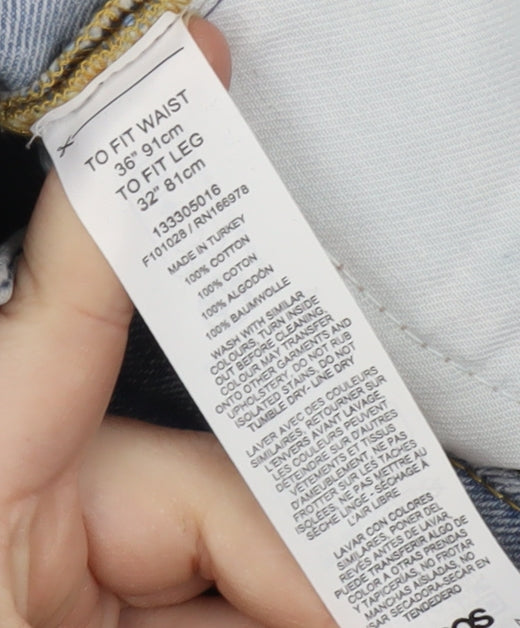 TO FIT WAIST
36" 91cm
TO FIT LEG
32" 81cm
133305016
F101028 / RN166978
MADE IN TURKEY
100% COTTON
100% COTON
100% ALGODÓN
100% BAUMWOLLE
WASH WITH SIMILAR
COLOURS, TURN INSIDE
OUT BEFORE CLEANING,
COLOUR MAY TRANSFER
ONTO OTHER GARMENTS AND
UPHOLSTERY, DO NOT RUB
ISOLATED STAINS, DO NOT
TUMBLE DRY- LINE DRY
LAVER AVEC DES COULEURS
SIMILAIRES, RETOURNER SUR
L'ENVERS AVANT LAVAGE,
LES COULEURS PEUVENT
DÉTEINDRE SUR D'AUTRES
VÊTEMENTS ET TISSUS
D'AMEUBLEMENT, NE PAS
FROTTER SUR LES TACHES
ISOLÉES, NE PAS METTRE AU
SÈCHE LINGE - SÉCHAGE À
L'AIR LIBRE
LAVAR CON COLORES
SIMILARES, PONER DEL
REVÉS ANTES DE LAVAR,
PUEDE TRANSFERIR ALGO DE
COLOR A OTRAS PRENDAS
Y TAPICERÍA, NO FROTAR
MANCHAS AISLADAS, NO
USAR SECADORA-SECAR EN
TENDEDERO